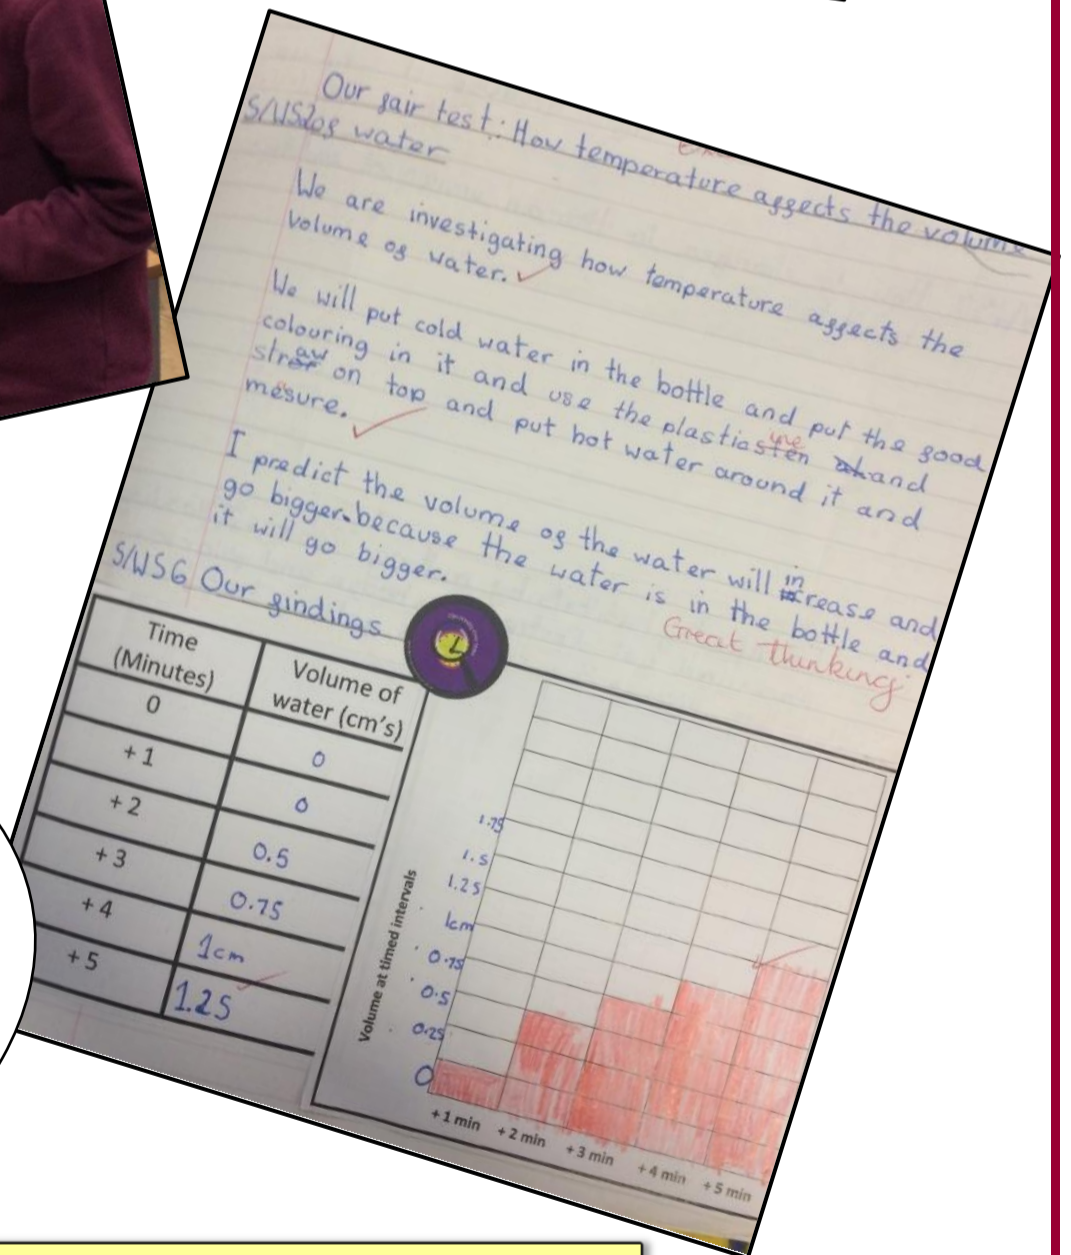 Our fair test: How temperature affects the volume
S/WS2 of water
We are investigating how temperature affects the
volume of water.
We will put cold water in the bottle and put the good
colouring in it and use the plasticine and
straw on top and put hot water around it and
mesure.
I predict the volume of the water will increase and
go bigger. because the water is in the bottle and
it will go bigger.
Great thinking
S/WS6 Our findings
Time
(Minutes)
Volume of
water (cm's)
0
0
+ 1
0
+ 2
0.5
+ 3
0.75
+ 4
1cm
+ 5
1.25
Volume at timed intervals
1.75
1.5
1.25
1cm
0.75
0.5
0.25
0
+ 1 min + 2 min + 3 min + 4 min + 5 min